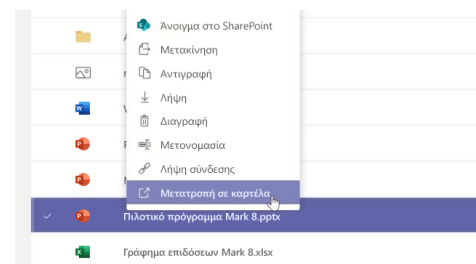 Άνοιγμα στο SharePoint
Μετακίνηση
Αντιγραφή
Λήψη
Διαγραφή
Μετονομασία
Λήψη σύνδεσης
Μετατροπή σε καρτέλα
Πιλοτικό πρόγραμμα Mark 8.pptx
Γράφημα επιδόσεων Mark 8.xlsx